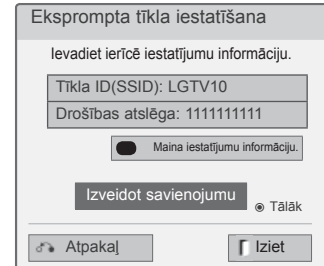 Eksprompta tīkla iestatīšana
Ievadiet ierīcē iestatījumu informāciju.
Tīkla ID(SSID): LGTV10
Drošības atslēga: 1111111111
Maina iestatījumu informāciju.
Izveidot savienojumu
Tālāk
Atpakaļ
Iziet